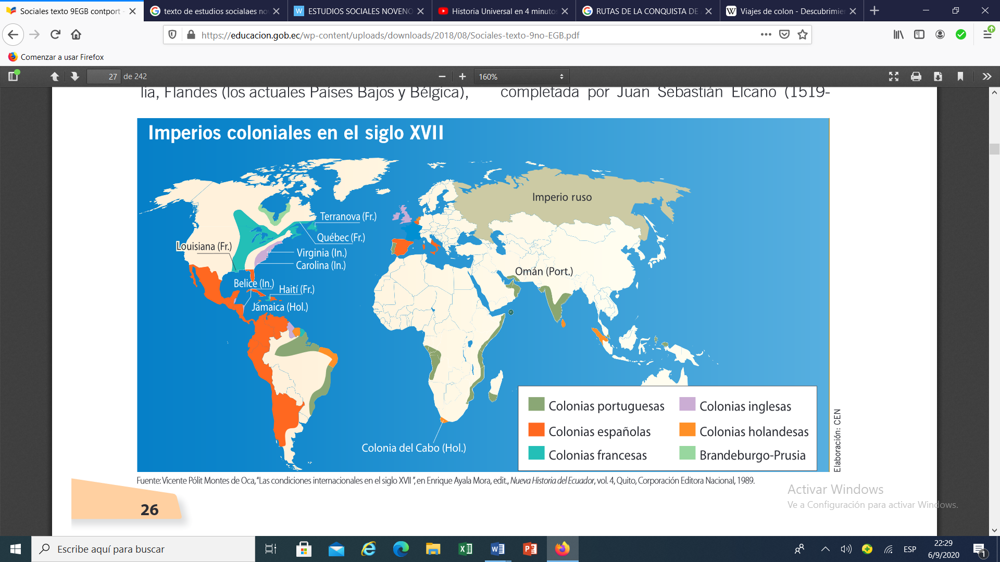 Sociales texto 9EGB contport -
texto de estudios socialaes no
ESTUDIOS SOCIALES NOVENO
Historia Universal en 4 minutos
RUTAS DE LA CONQUISTA DE
Viajes de colon - Descubrimie
https://educacion.gob.ec/wp-content/uploads/downloads/2018/08/Sociales-texto-9no-EGB.pdf
Comenzar a usar Firefox
27 de 242
160%
lia, Flandes (los actuales Países Bajos y Bélgica),
completada por Juan Sebastián Elcano (1519-
Imperios coloniales en el siglo XVII
Imperio ruso
Terranova (Fr.)
Québec (Fr.)
Louisiana (Fr.)
Virginia (In.)
Carolina (In.)
Omán (Port.)
Belice (In.)
Haití (Fr.)
Jamaica (Hol.)
Colonia del Cabo (Hol.)
Colonias portuguesas
Colonias inglesas
Colonias españolas
Colonias holandesas
Colonias francesas
Brandeburgo-Prusia
Elaboración: CEN
Fuente: Vicente Pólit Montes de Oca, “Las condiciones internacionales en el siglo XVII ”, en Enrique Ayala Mora, edit., Nueva Historia del Ecuador, vol. 4, Quito, Corporación Editora Nacional, 1989.
26
Activar Windows
Ve a Configuración para activar Windows.
Escribe aquí para buscar
ESP
22:29
6/9/2020
1